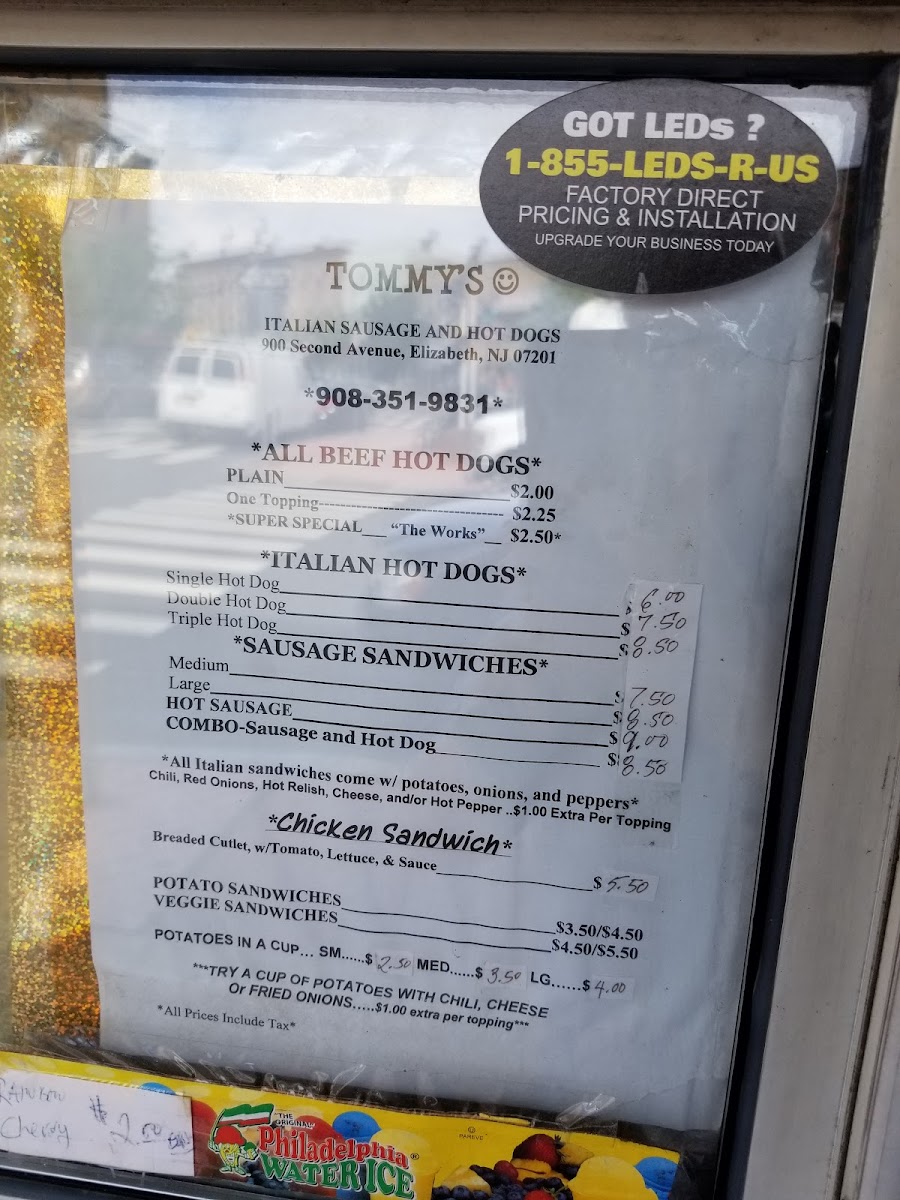 GOT LEDs ?
1-855-LEDS-R-US
FACTORY DIRECT
PRICING & INSTALLATION
UPGRADE YOUR BUSINESS TODAY
TOMMY'S
ITALIAN SAUSAGE AND HOT DOGS
900 Second Avenue, Elizabeth, NJ 07201
*908-351-9831*
*ALL BEEF HOT DOGS*
PLAIN $2.00
One Topping $2.25
*SUPER SPECIAL "The Works" $2.50*
*ITALIAN HOT DOGS*
Single Hot Dog $ 6.00
Double Hot Dog $ 7.50
Triple Hot Dog $ 8.50
*SAUSAGE SANDWICHES*
Medium $ 7.50
Large $ 8.50
HOT SAUSAGE $ 9.00
COMBO-Sausage and Hot Dog $ 8.50
*All Italian sandwiches come w/ potatoes, onions, and peppers*
Chili, Red Onions, Hot Relish, Cheese, and/or Hot Pepper ..$1.00 Extra Per Topping
*Chicken Sandwich*
Breaded Cutlet, w/Tomato, Lettuce, & Sauce $ 5.50
POTATO SANDWICHES $3.50/$4.50
VEGGIE SANDWICHES $4.50/$5.50
POTATOES IN A CUP... SM......$ 2.50 MED......$ 3.50 LG......$ 4.00
***TRY A CUP OF POTATOES WITH CHILI, CHEESE
Or FRIED ONIONS.....$1.00 extra per topping***
*All Prices Include Tax*
RAINBOW
Cherry $ 2.50
"THE ORIGINAL"
Philadelphia®
WATER ICE